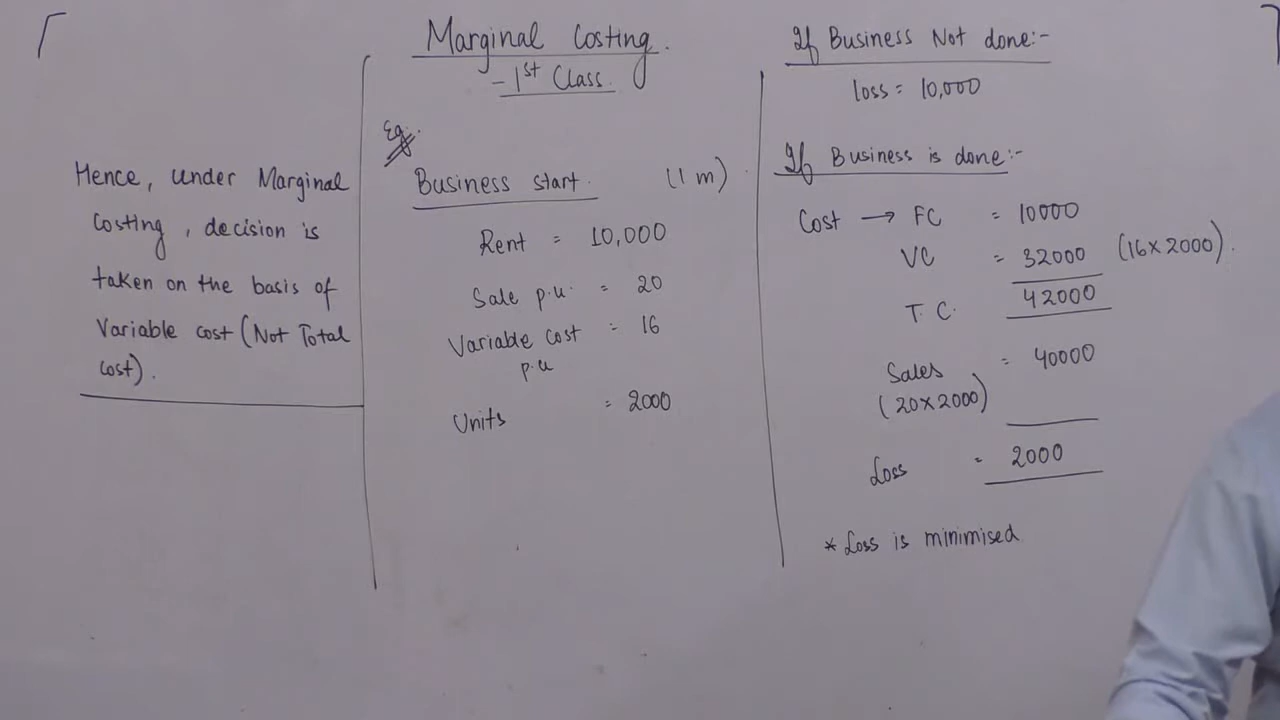 Marginal Costing.
- 1st Class.
Eg.
Business start. (1 m)
Rent = 10,000
Sale p.u. = 20
Variable cost = 16
p.u
Units = 2000
If Business Not done:-
loss = 10,000
If Business is done:-
Cost → FC = 10000
VC = 32000 (16×2000).
T.C. 42000
Sales = 40000
(20×2000)
Loss = 2000
* Loss is minimised
Hence, under Marginal
Costing, decision is
taken on the basis of
Variable cost (Not Total
Cost).